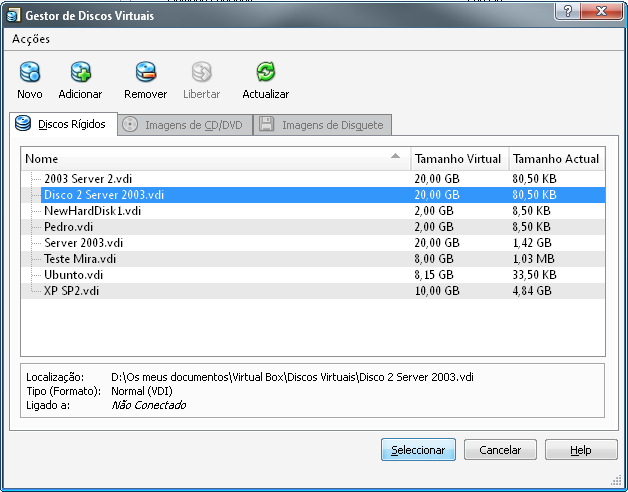 Gestor de Discos Virtuais
Acções
Novo Adicionar Remover Libertar Actualizar
Discos Rígidos Imagens de CD/DVD Imagens de Disquete
Nome Tamanho Virtual Tamanho Actual
2003 Server 2.vdi 20,00 GB 80,50 KB
Disco 2 Server 2003.vdi 20,00 GB 80,50 KB
NewHardDisk1.vdi 2,00 GB 8,50 KB
Pedro.vdi 2,00 GB 8,50 KB
Server 2003.vdi 20,00 GB 1,42 GB
Teste Mira.vdi 8,00 GB 1,03 MB
Ubunto.vdi 8,15 GB 33,50 KB
XP SP2.vdi 10,00 GB 4,84 GB
Localização: D:\Os meus documentos\Virtual Box\Discos Virtuais\Disco 2 Server 2003.vdi
Tipo (Formato): Normal (VDI)
Ligado a: Não Conectado
Seleccionar Cancelar Help